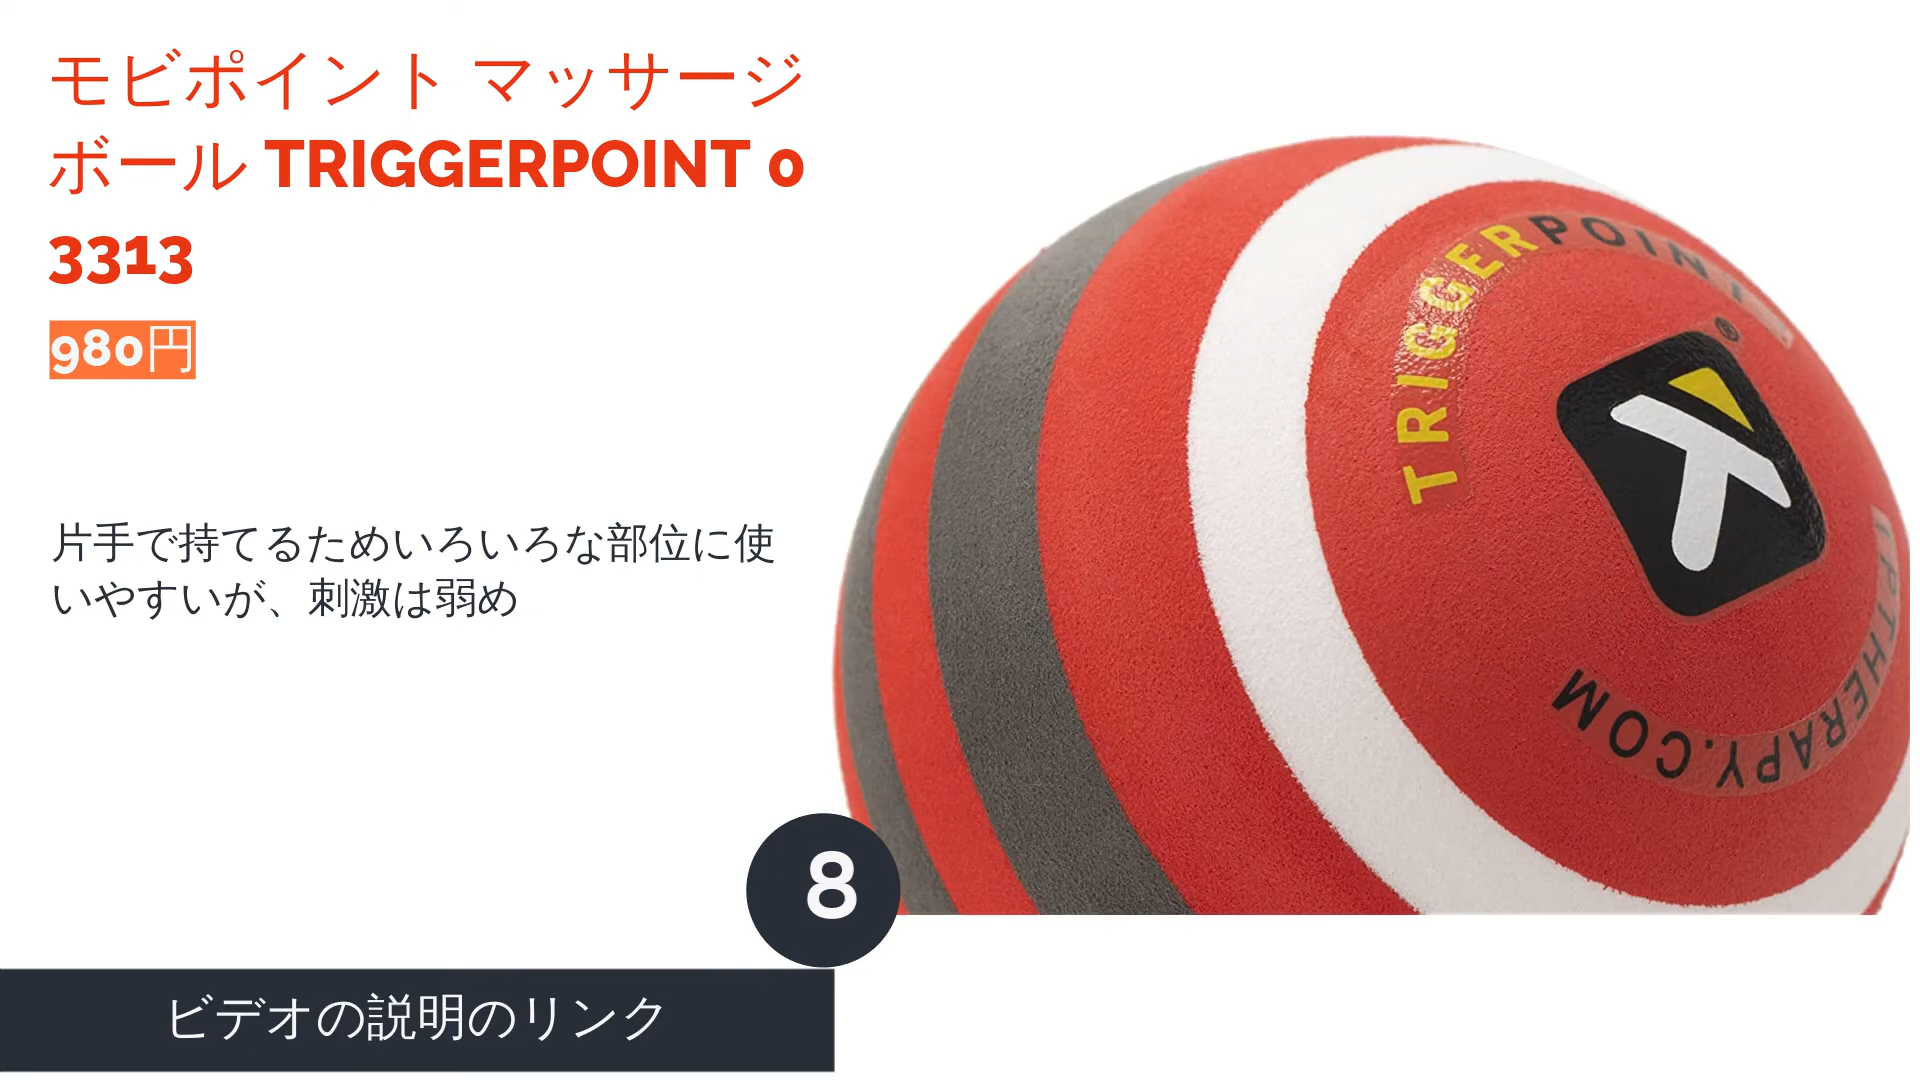 モビポイント マッサージ
ボール TRIGGERPOINT 0
3313
980円
片手で持てるためいろいろな部位に使
いやすいが、刺激は弱め
TRIGGERPOINT®
TPTHERAPY.COM
8
ビデオの説明のリンク